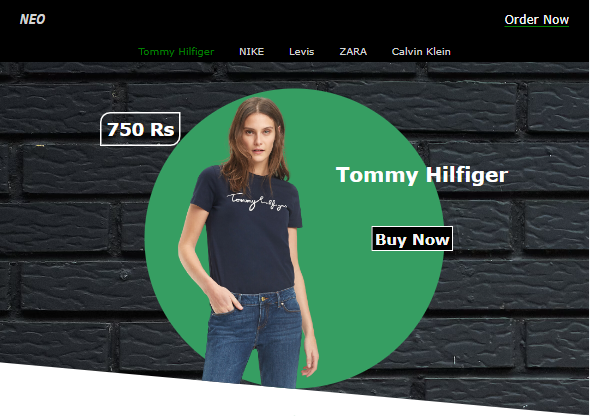 NEO
Order Now
Tommy Hilfiger NIKE Levis ZARA Calvin Klein
750 Rs
Tommy Hilfiger
Tommy Hilfiger
Buy Now